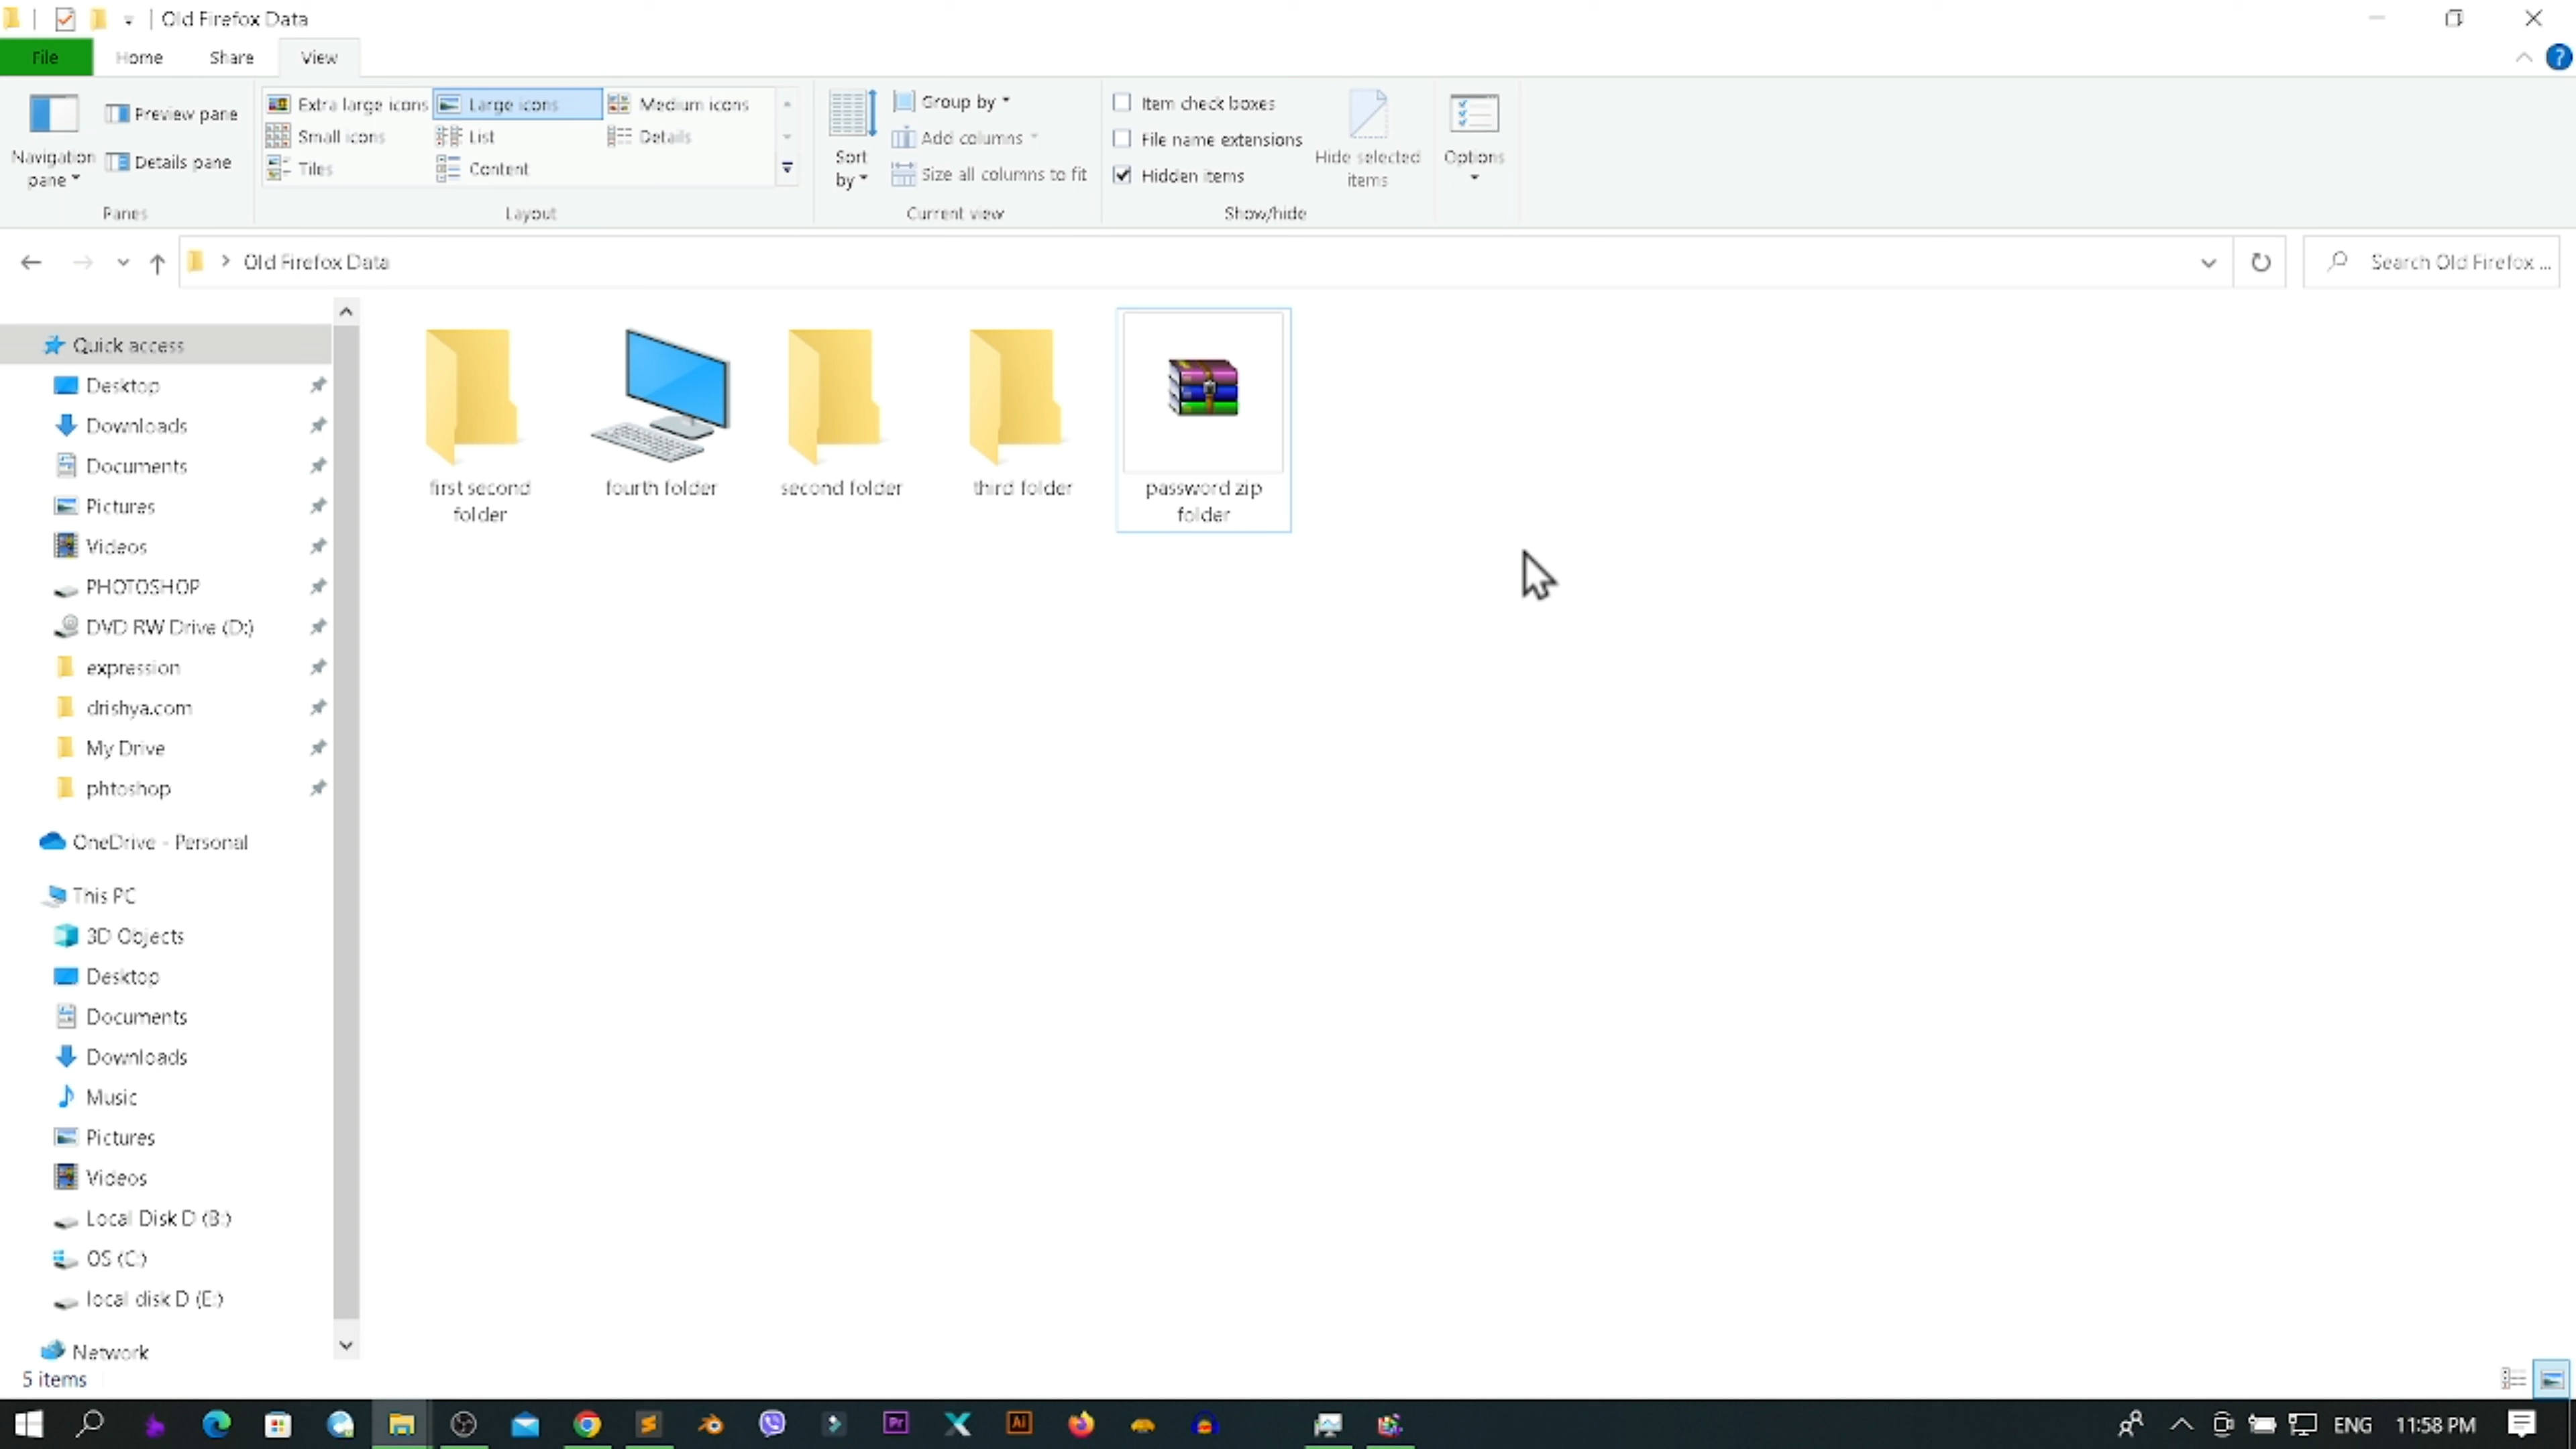 Old Firefox Data
File Home Share View
Extra large icons Large icons Medium icons
Group by Item check boxes
Preview pane
Small icons List Details
Add columns File name extensions
Navigation pane
Details pane
Tiles Content
Sort by
Size all columns to fit Hidden items
Hide selected items
Options
Panes Layout Current view Show/hide
Old Firefox Data
Search Old Firefox ...
Quick access
Desktop
Downloads
Documents
Pictures
Videos
PHOTOSHOP
DVD RW Drive (D:)
expression
drishya.com
My Drive
phtoshop
OneDrive - Personal
This PC
3D Objects
Desktop
Documents
Downloads
Music
Pictures
Videos
Local Disk D (B:)
OS (C:)
local disk D (E:)
Network
first second
folder
fourth folder
second folder
third folder
password zip
folder
5 items
Pr
Ai
ENG 11:58 PM